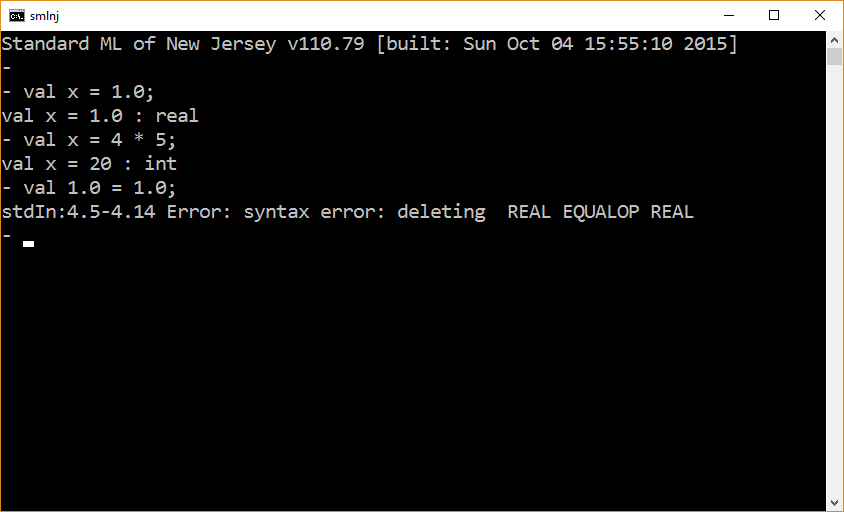 smlnj
Standard ML of New Jersey v110.79 [built: Sun Oct 04 15:55:10 2015]
-
- val x = 1.0;
val x = 1.0 : real
- val x = 4 * 5;
val x = 20 : int
- val 1.0 = 1.0;
stdIn:4.5-4.14 Error: syntax error: deleting  REAL EQUALOP REAL
-